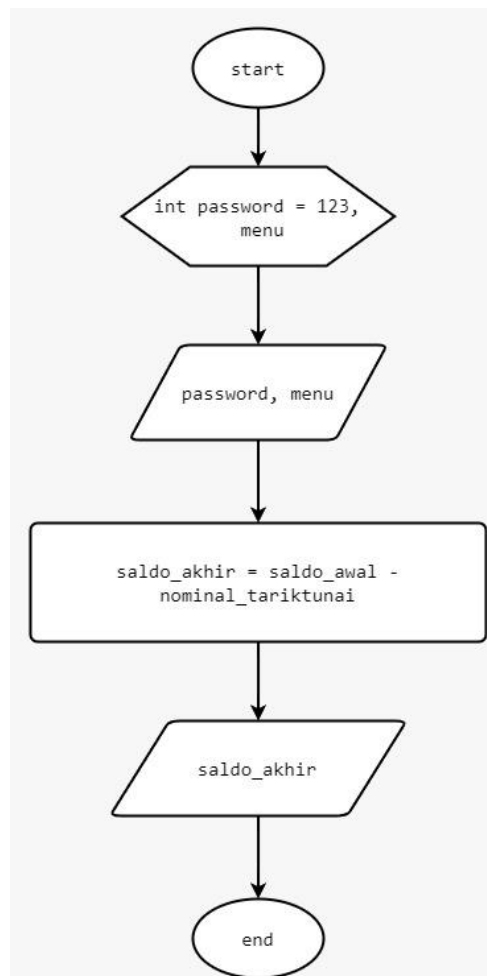 start
int password = 123,
menu
password, menu
saldo_akhir = saldo_awal -
nominal_tariktunai
saldo_akhir
end